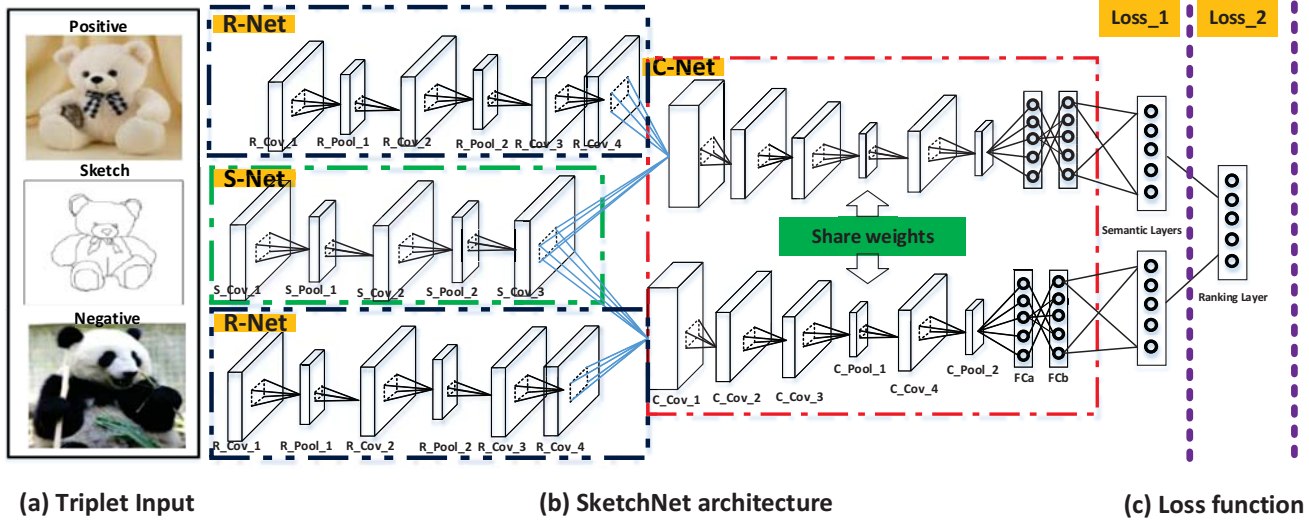 Positive
Sketch
Negative
R-Net
R_Cov_1
R_Pool_1
R_Cov_2
R_Pool_2
R_Cov_3
R_Cov_4
S-Net
S_Cov_1
S_Pool_1
S_Cov_2
S_Pool_2
S_Cov_3
R-Net
R_Cov_1
R_Pool_1
R_Cov_2
R_Pool_2
R_Cov_3
R_Cov_4
C-Net
Share weights
C_Cov_1
C_Cov_2
C_Cov_3
C_Pool_1
C_Cov_4
C_Pool_2
FCa
FCb
Loss_1
Loss_2
Semantic Layers
Ranking Layer
(a) Triplet Input
(b) SketchNet architecture
(c) Loss function